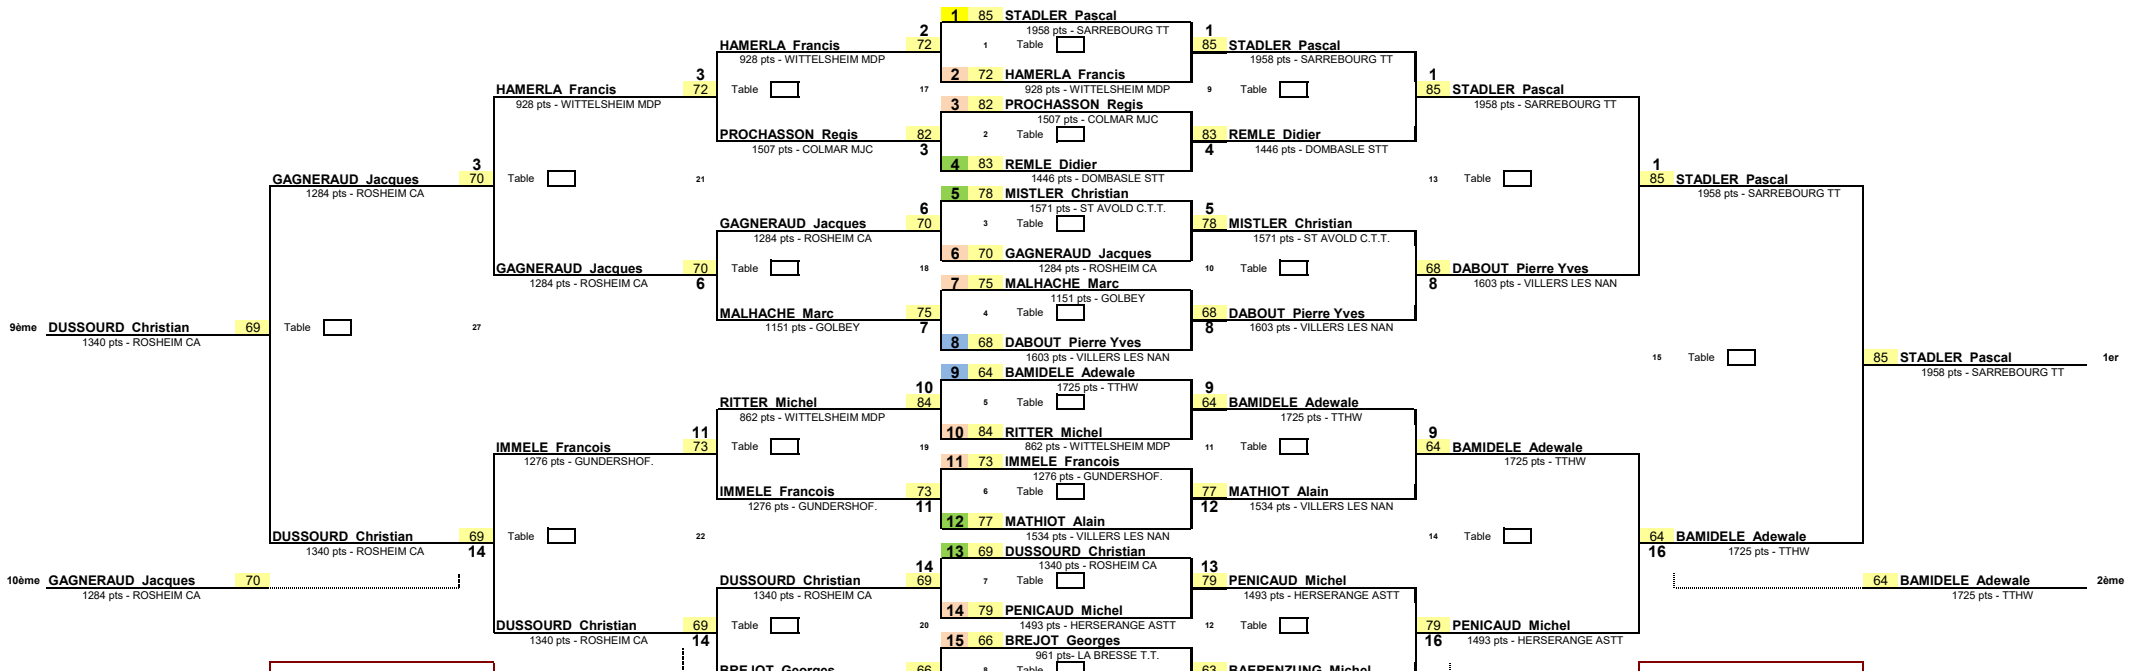 1 85 STADLER Pascal
2 1958 pts - SARREBOURG TT 1
HAMERLA Francis 72 1 Table 85 STADLER Pascal
928 pts - WITTELSHEIM MDP 1958 pts - SARREBOURG TT
3 2 72 HAMERLA Francis 1
HAMERLA Francis 72 Table 17 928 pts - WITTELSHEIM MDP 9 Table 85 STADLER Pascal
928 pts - WITTELSHEIM MDP 3 82 PROCHASSON Regis 1958 pts - SARREBOURG TT
1507 pts - COLMAR MJC
PROCHASSON Regis 82 2 Table 83 REMLE Didier
1507 pts - COLMAR MJC 3 4 1446 pts - DOMBASLE STT
3 4 83 REMLE Didier 1
GAGNERAUD Jacques 70 Table 21 1446 pts - DOMBASLE STT 13 Table 85 STADLER Pascal
1284 pts - ROSHEIM CA 5 78 MISTLER Christian 1958 pts - SARREBOURG TT
6 1571 pts - ST AVOLD C.T.T. 5
GAGNERAUD Jacques 70 3 Table 78 MISTLER Christian
1284 pts - ROSHEIM CA 1571 pts - ST AVOLD C.T.T.
6 70 GAGNERAUD Jacques
GAGNERAUD Jacques 70 Table 18 1284 pts - ROSHEIM CA 10 Table 68 DABOUT Pierre Yves
1284 pts - ROSHEIM CA 6 7 75 MALHACHE Marc 8 1603 pts - VILLERS LES NAN
1151 pts - GOLBEY
MALHACHE Marc 75 4 Table 68 DABOUT Pierre Yves
9ème DUSSOURD Christian 69 Table 27 1151 pts - GOLBEY 7 8 1603 pts - VILLERS LES NAN
1340 pts - ROSHEIM CA 8 68 DABOUT Pierre Yves
1603 pts - VILLERS LES NAN 15 Table 85 STADLER Pascal 1er
9 64 BAMIDELE Adewale 1958 pts - SARREBOURG TT
10 1725 pts - TTHW 9
RITTER Michel 84 5 Table 64 BAMIDELE Adewale
862 pts - WITTELSHEIM MDP 1725 pts - TTHW
11 10 84 RITTER Michel 9
IMMELE Francois 73 Table 19 862 pts - WITTELSHEIM MDP 11 Table 64 BAMIDELE Adewale
1276 pts - GUNDERSHOF. 11 73 IMMELE Francois 1725 pts - TTHW
1276 pts - GUNDERSHOF.
IMMELE Francois 73 6 Table 77 MATHIOT Alain
1276 pts - GUNDERSHOF. 11 12 1534 pts - VILLERS LES NAN
12 77 MATHIOT Alain
DUSSOURD Christian 69 Table 22 1534 pts - VILLERS LES NAN 14 Table 64 BAMIDELE Adewale
1340 pts - ROSHEIM CA 14 13 69 DUSSOURD Christian 16 1725 pts - TTHW
14 1340 pts - ROSHEIM CA 13
10ème GAGNERAUD Jacques 70 DUSSOURD Christian 69 7 Table 79 PENICAUD Michel 64 BAMIDELE Adewale 2ème
1284 pts - ROSHEIM CA 1340 pts - ROSHEIM CA 1493 pts - HERSERANGE ASTT 1725 pts - TTHW
14 79 PENICAUD Michel
DUSSOURD Christian 69 Table 20 1493 pts - HERSERANGE ASTT 12 Table 79 PENICAUD Michel
1340 pts - ROSHEIM CA 14 15 66 BREJOT Georges 16 1493 pts - HERSERANGE ASTT
961 pts- LA BRESSE T.T.
BREJOT Georges 66 8 Table 63 BAERENZUNG Michel